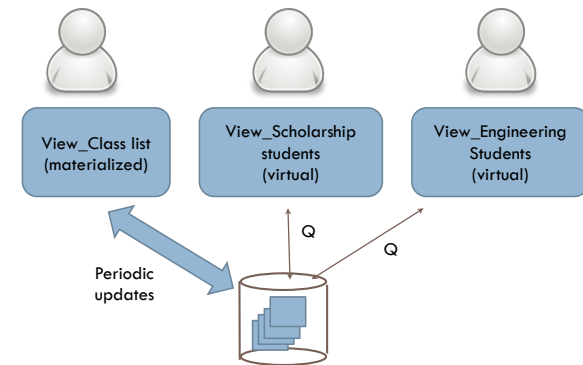 View_Class list
(materialized)
View_Scholarship
students
(virtual)
View_Engineering
Students
(virtual)
Q
Q
Periodic
updates